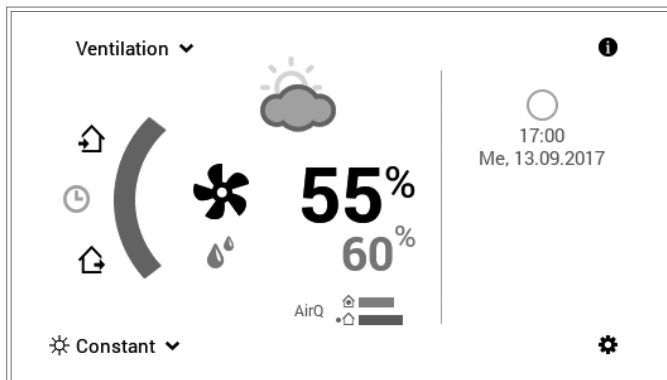 Ventilation
17:00
Me, 13.09.2017
55%
60%
AirQ
Constant